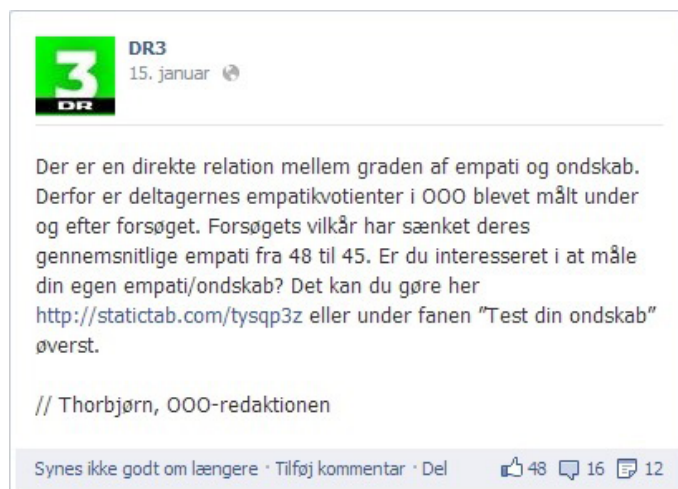 3
DR
DR3
15. januar
Der er en direkte relation mellem graden af empati og ondskab.
Derfor er deltagernes empatikvotienter i OOO blevet målt under
og efter forsøget. Forsøgets vilkår har sænket deres
gennemsnitlige empati fra 48 til 45. Er du interesseret i at måle
din egen empati/ondskab? Det kan du gøre her
http://statictab.com/tysqp3z eller under fanen ”Test din ondskab”
øverst.
// Thorbjørn, OOO-redaktionen
Synes ikke godt om længere · Tilføj kommentar · Del 48 16 12